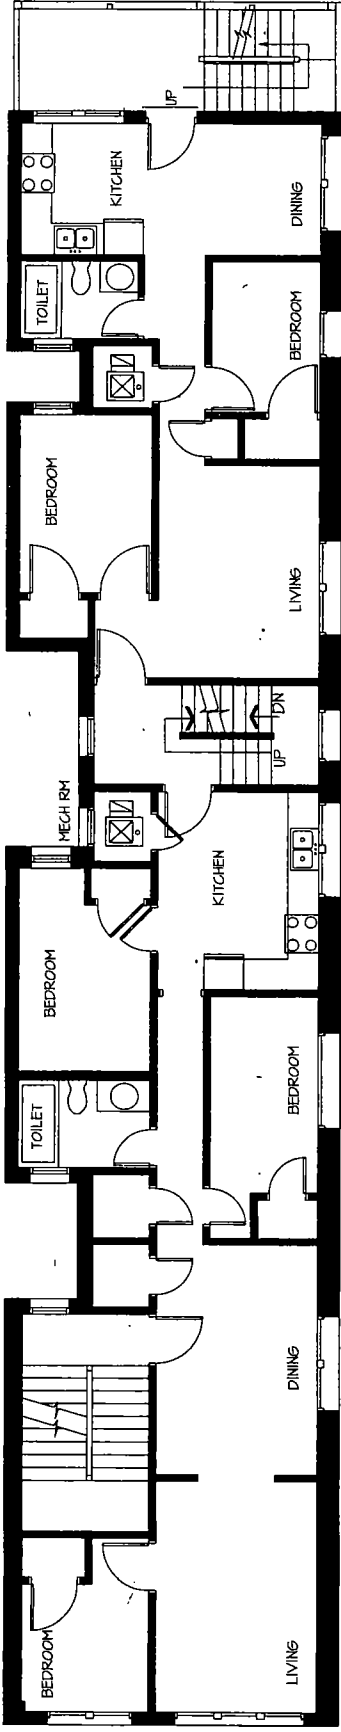 UP
KITCHEN
DINING
TOILET
BEDROOM
BEDROOM
LIVING
DN
UP
MECH RM
KITCHEN
BEDROOM
BEDROOM
TOILET
DINING
BEDROOM
LIVING